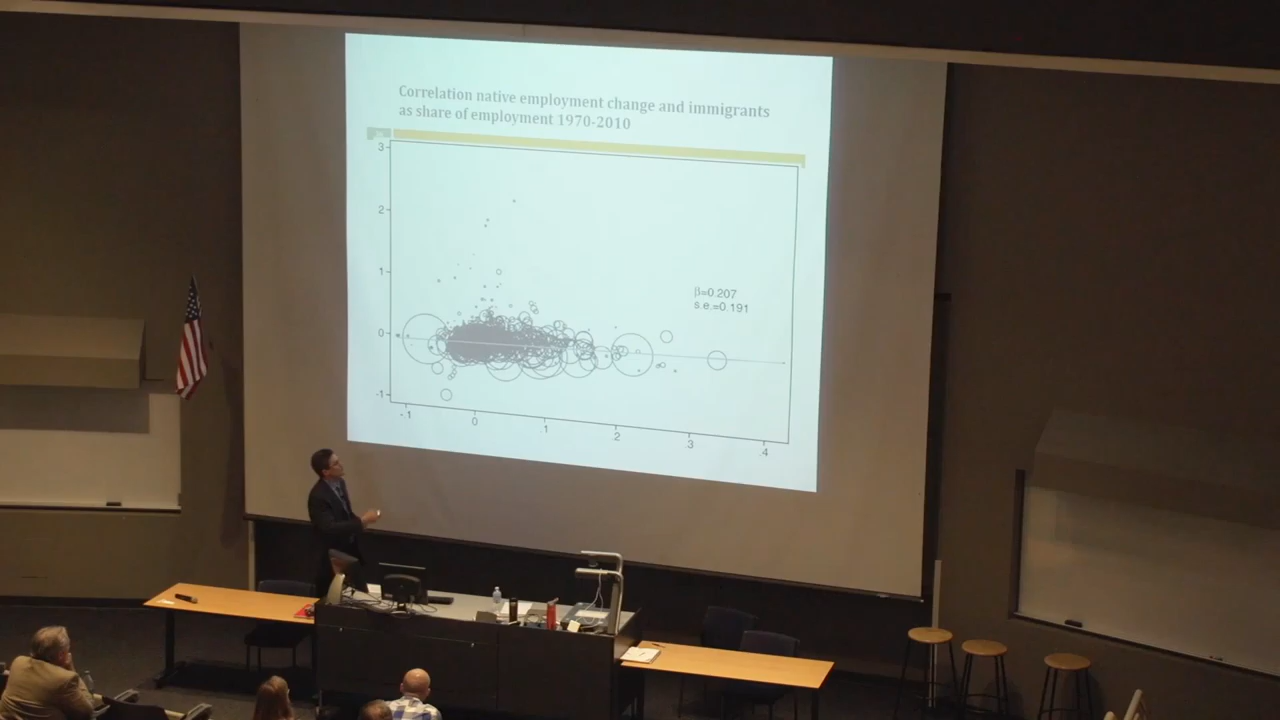 Correlation native employment change and immigrants
as share of employment 1970-2010
3
2
1
0
-1
β=0.207
s.e.=0.191
-.1
0
.1
.2
.3
.4